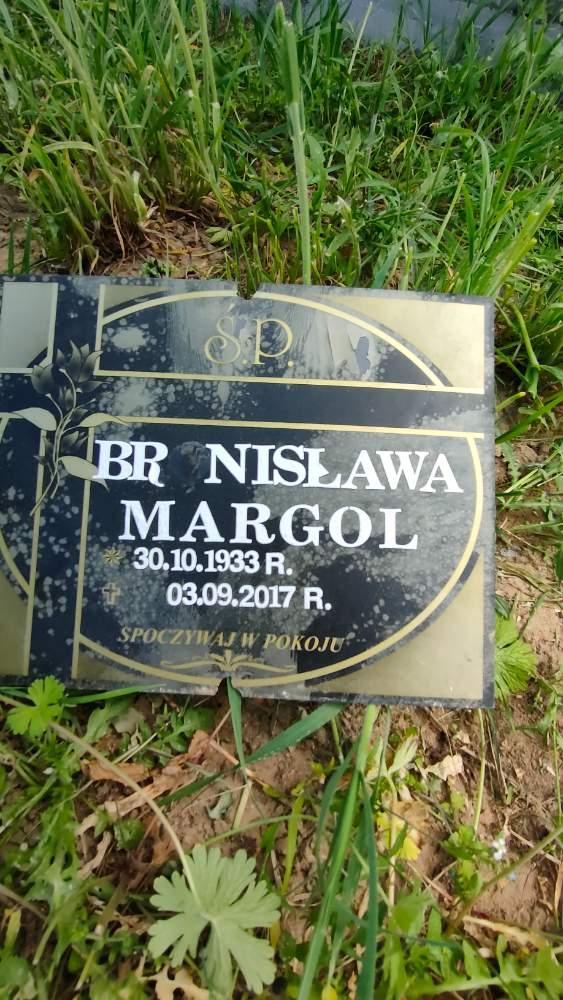 Ś.P.
BR NISŁAWA
MARGOL
30.10.1933 R.
03.09.2017 R.
SPOCZYWAJ W POKOJU